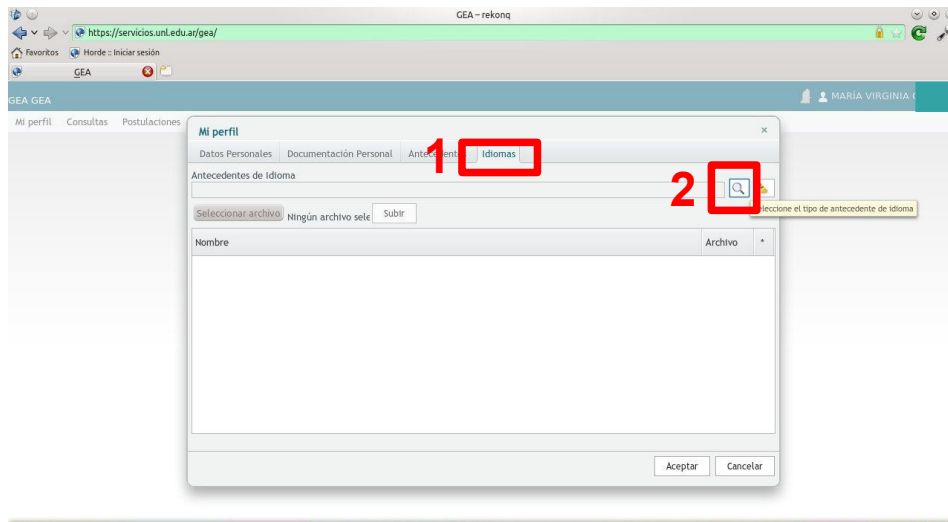 GEA – rekonq
https://servicios.unl.edu.ar/gea/
Favoritos Horde :: Iniciar sesión
GEA
GEA GEA MARÍA VIRGINIA
Mi perfil Consultas Postulaciones
Mi perfil
Datos Personales Documentación Personal Antecedentes Idiomas
1
Antecedentes de Idioma
2
Seleccione el tipo de antecedente de idioma
Seleccionar archivo Ningún archivo sele Subir
Nombre Archivo *
Aceptar Cancelar